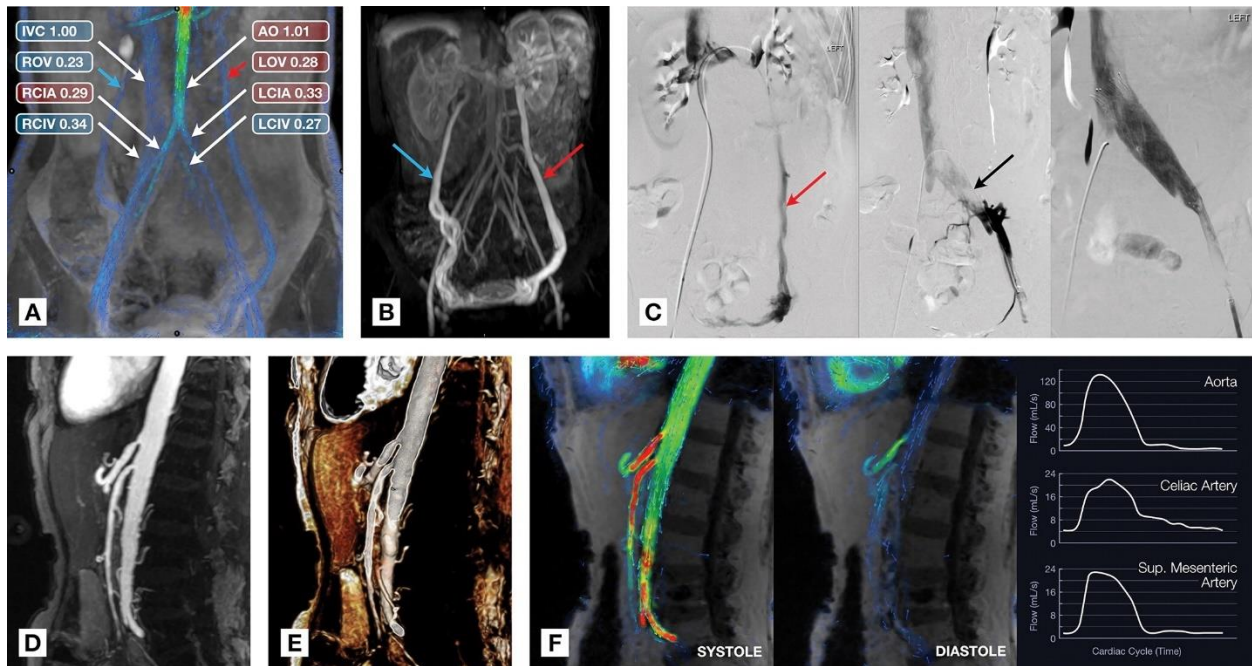 IVC 1.00
AO 1.01
ROV 0.23
LOV 0.28
RCIA 0.29
LCIA 0.33
RCIV 0.34
LCIV 0.27
A
B
LEFT
LEFT
C
D
E
SYSTOLE
DIASTOLE
F
Aorta
Flow (mL/s)
120
80
40
0
Celiac Artery
Flow (mL/s)
24
16
8
0
Sup. Mesenteric
Artery
Flow (mL/s)
24
16
8
0
Cardiac Cycle (Time)